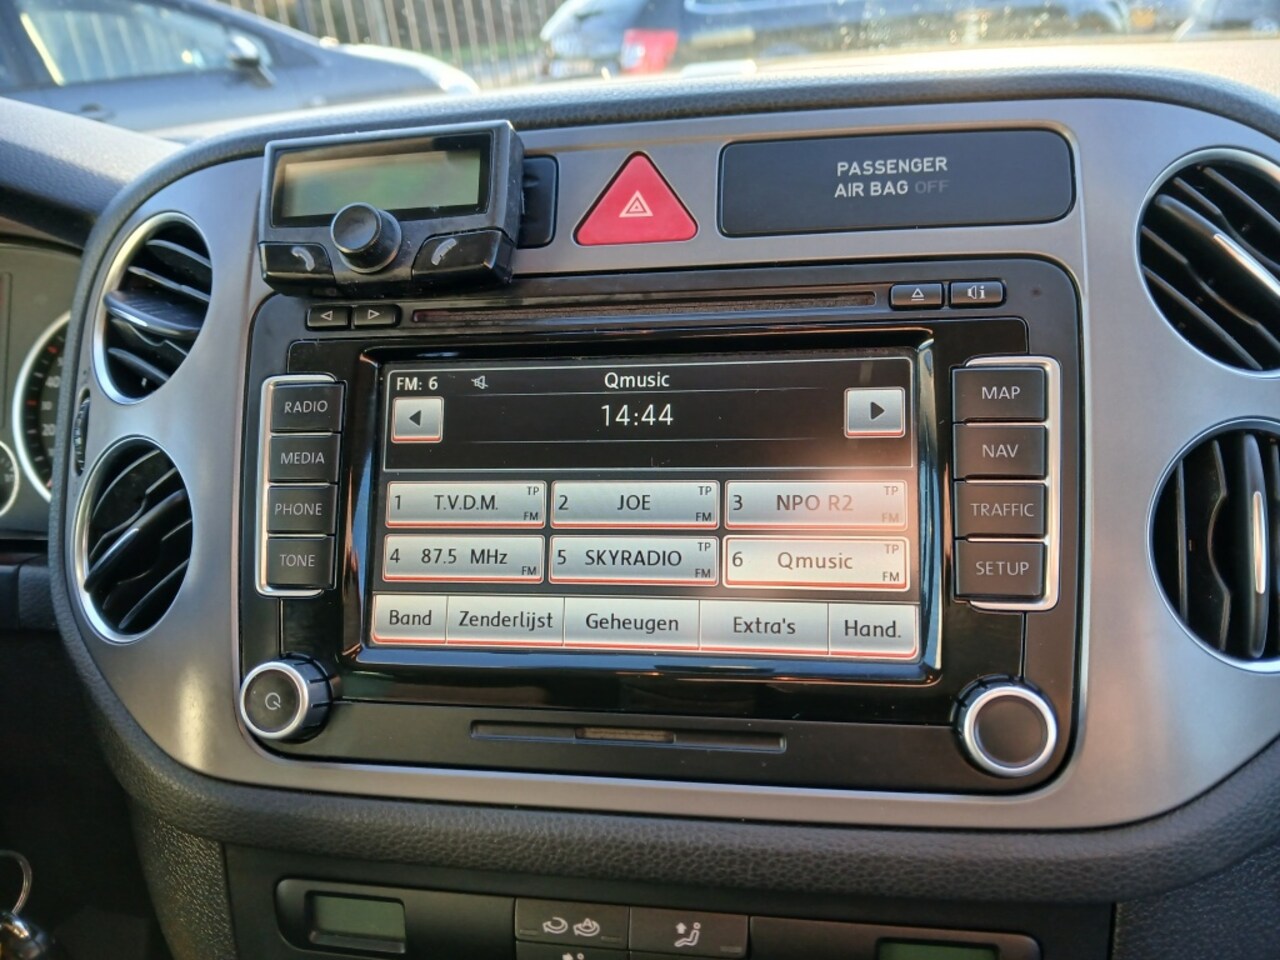 PASSENGER
AIR BAG OFF
RADIO
MEDIA
PHONE
TONE
FM: 6
Qmusic
14:44
1 T.V.D.M. TP FM
2 JOE TP FM
3 NPO R2 TP FM
4 87.5 MHz FM
5 SKYRADIO TP FM
6 Qmusic TP FM
Band Zenderlijst Geheugen Extra's Hand.
MAP
NAV
TRAFFIC
SETUP